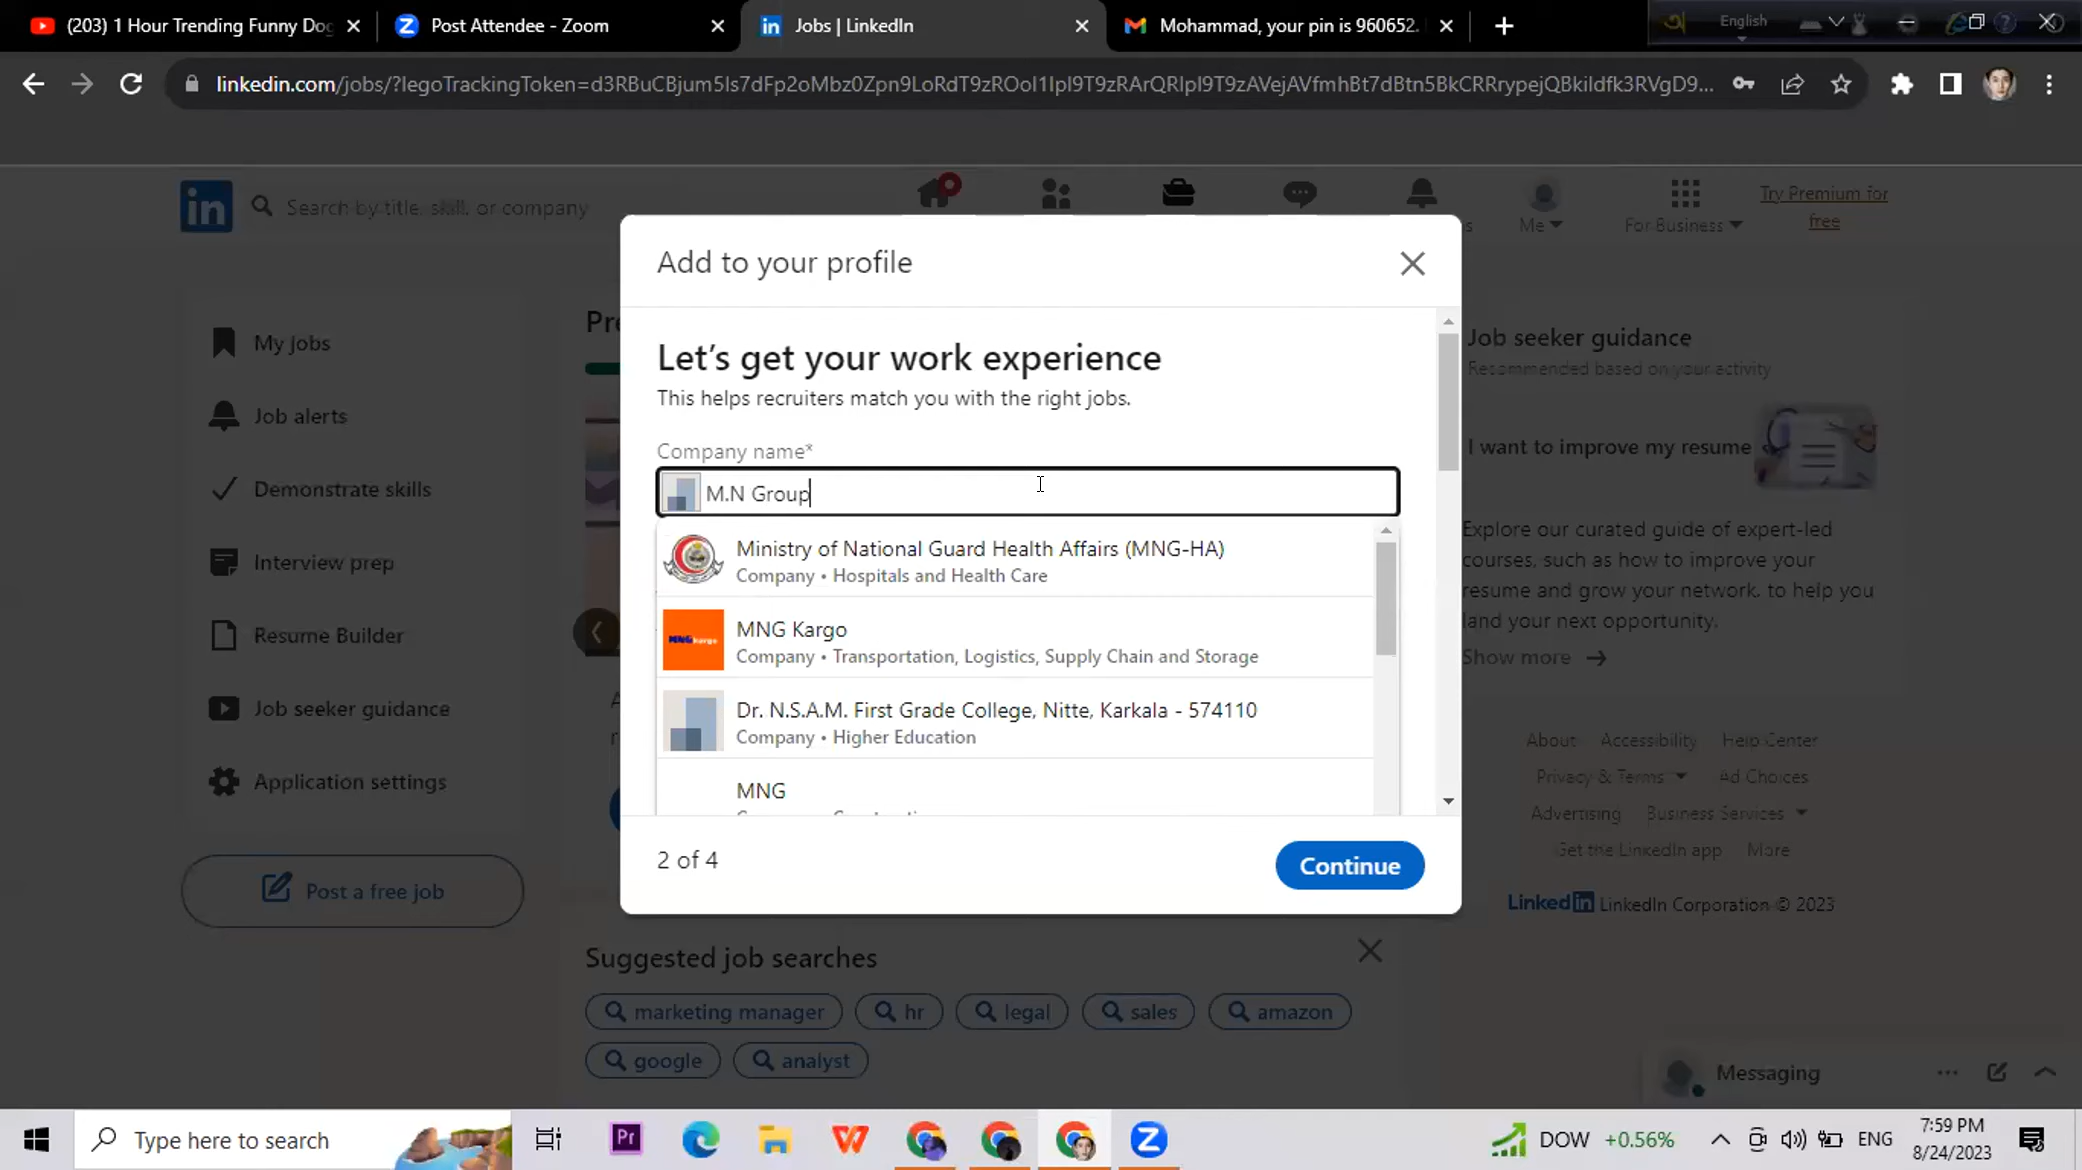 (203) 1 Hour Trending Funny Dog
Post Attendee - Zoom
Jobs | LinkedIn
Mohammad, your pin is 960652.
English
linkedin.com/jobs/?legoTrackingToken=
Search by title, skill, or company
Me
For Business
Try Premium for
free
Add to your profile
Let's get your work experience
This helps recruiters match you with the right jobs.
Company name*
M.N Group
Ministry of National Guard Health Affairs (MNG-HA)
Company • Hospitals and Health Care
MNG Kargo
Company • Transportation, Logistics, Supply Chain and Storage
Dr. N.S.A.M. First Grade College, Nitte, Karkala - 574110
Company • Higher Education
MNG
2 of 4
Continue
My Jobs
Job alerts
Demonstrate skills
Interview prep
Resume Builder
Job seeker guidance
Application settings
Post a free job
Job seeker guidance
Recommended based on your activity
I want to improve my resume
Explore our curated guide of expert-led
courses, such as how to improve your
resume and grow your network, to help you
land your next opportunity.
Show more
About Accessibility Help Center
Privacy & Terms Ad Choices
Advertising Business Services
Get the LinkedIn app More
LinkedIn LinkedIn Corporation © 2023
Suggested job searches
marketing manager hr legal sales amazon
google analyst
Messaging
Type here to search
DOW +0.56%
ENG
7:59 PM
8/24/2023